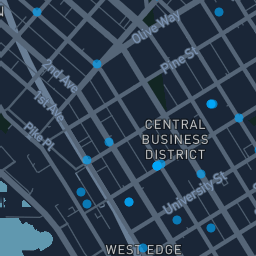 N
Olive Way
Pine St
2nd Ave
1st Ave
Pike Pl
CENTRAL
BUSINESS
DISTRICT
University St
WEST EDGE